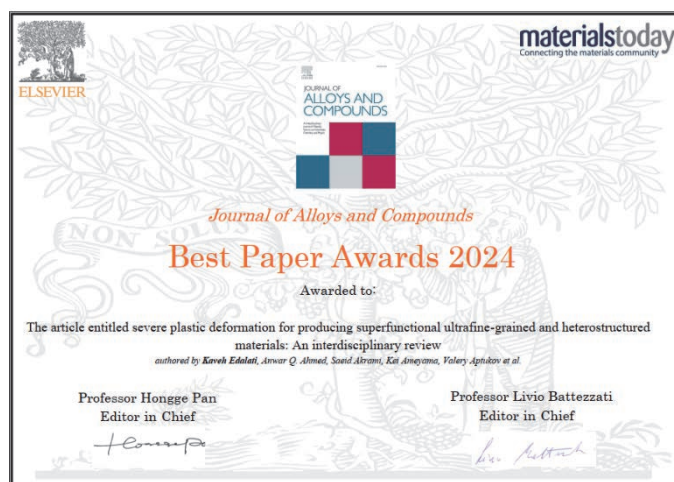 materialstoday
Connecting the materials community
ELSEVIER
JOURNAL OF
ALLOYS AND
COMPOUNDS
Journal of Alloys and Compounds
NON SOLUS
Best Paper Awards 2024
Awarded to:
The article entitled severe plastic deformation for producing superfunctional ultrafine-grained and heterostructured
materials: An interdisciplinary review
authored by Kaveh Edalati, Anwar Q. Ahmed, Saeid Akrami, Kei Ameyama, Valery Aptukov et al.
Professor Hongge Pan
Editor in Chief
Professor Livio Battezzati
Editor in Chief